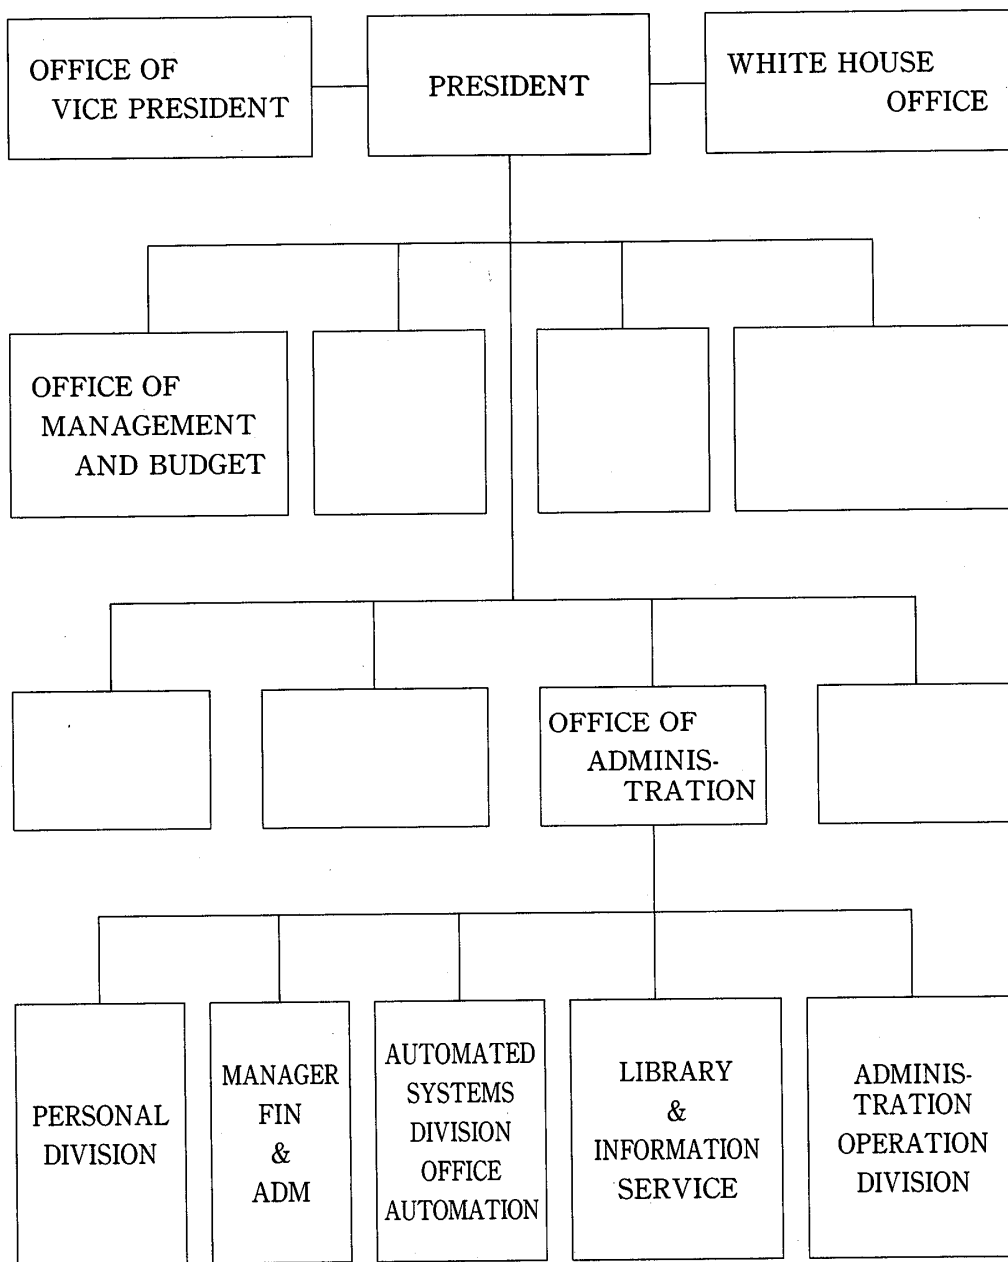 OFFICE OF
VICE PRESIDENT
PRESIDENT
WHITE HOUSE
OFFICE
OFFICE OF
MANAGEMENT
AND BUDGET
OFFICE OF
ADMINIS-
TRATION
PERSONAL
DIVISION
MANAGER
FIN
&
ADM
AUTOMATED
SYSTEMS
DIVISION
OFFICE
AUTOMATION
LIBRARY
&
INFORMATION
SERVICE
ADMINIS-
TRATION
OPERATION
DIVISION